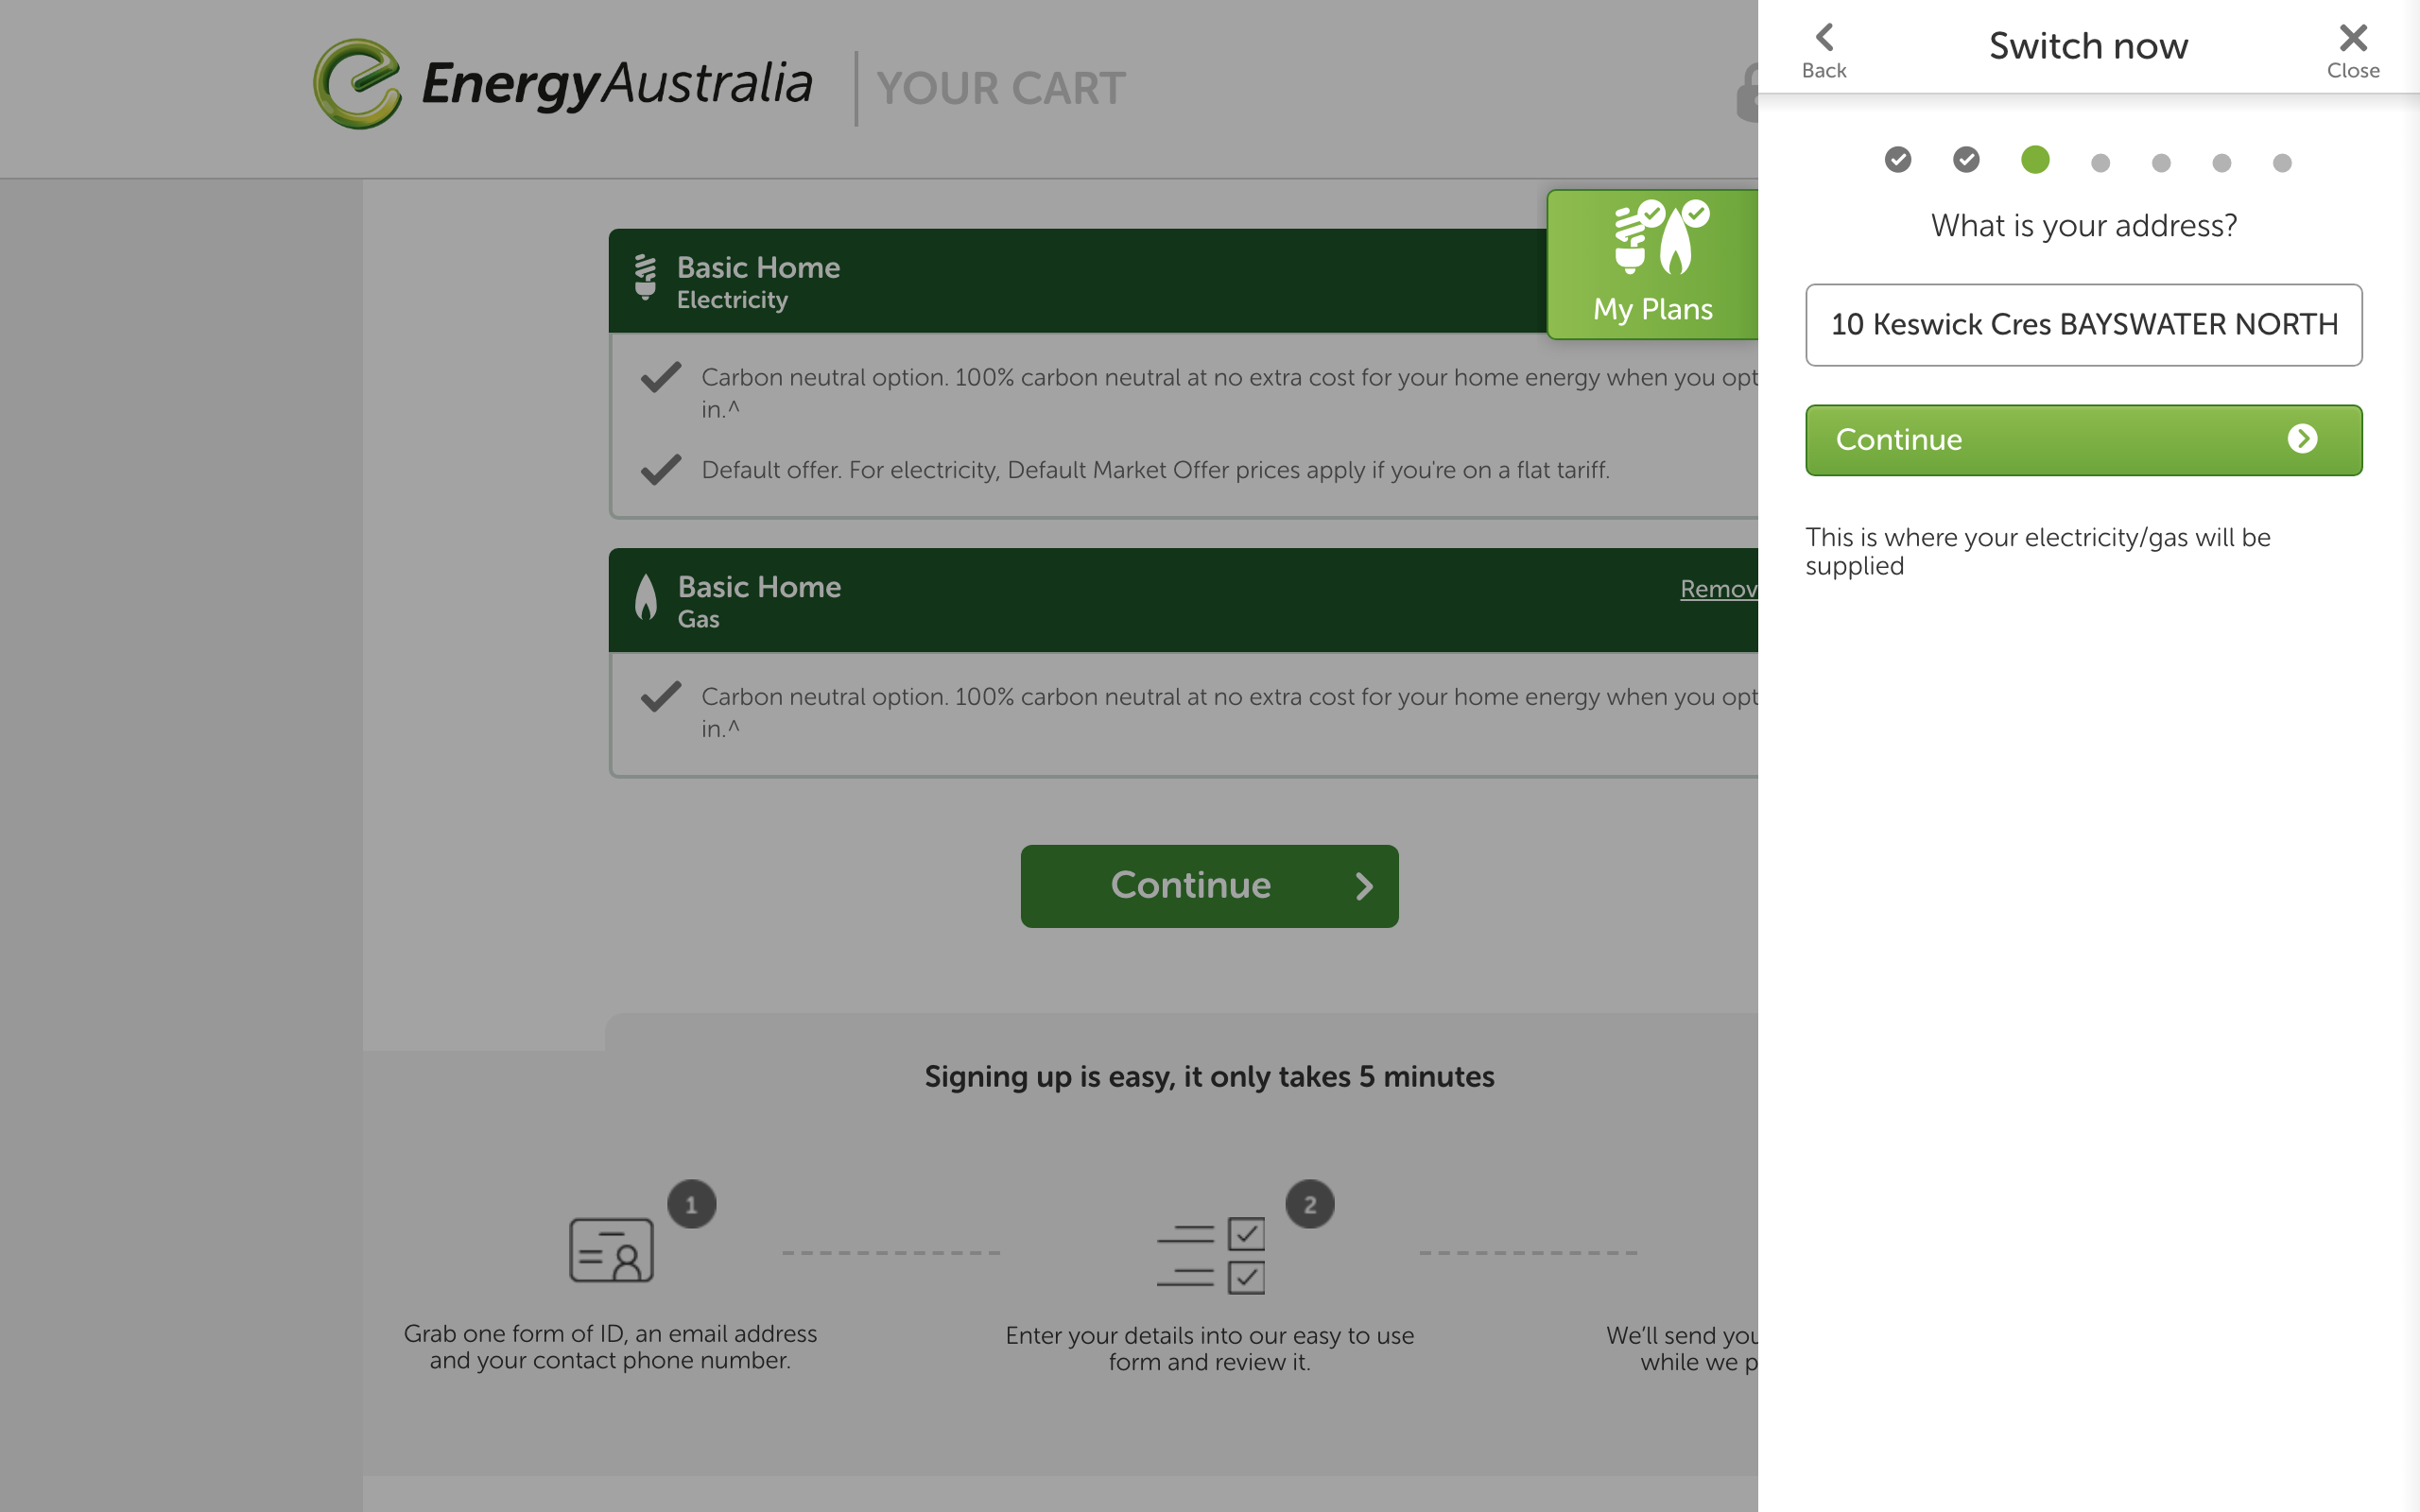 EnergyAustralia
YOUR CART
Basic Home
Electricity
My Plans
Carbon neutral option. 100% carbon neutral at no extra cost for your home energy when you opt
in.^
Default offer. For electricity, Default Market Offer prices apply if you're on a flat tariff.
Basic Home
Gas
Remov
Carbon neutral option. 100% carbon neutral at no extra cost for your home energy when you opt
in.^
Continue
Signing up is easy, it only takes 5 minutes
1
2
Grab one form of ID, an email address
and your contact phone number.
Enter your details into our easy to use
form and review it.
We'll send you
while we p
Back
Switch now
Close
What is your address?
10 Keswick Cres BAYSWATER NORTH
Continue
This is where your electricity/gas will be
supplied